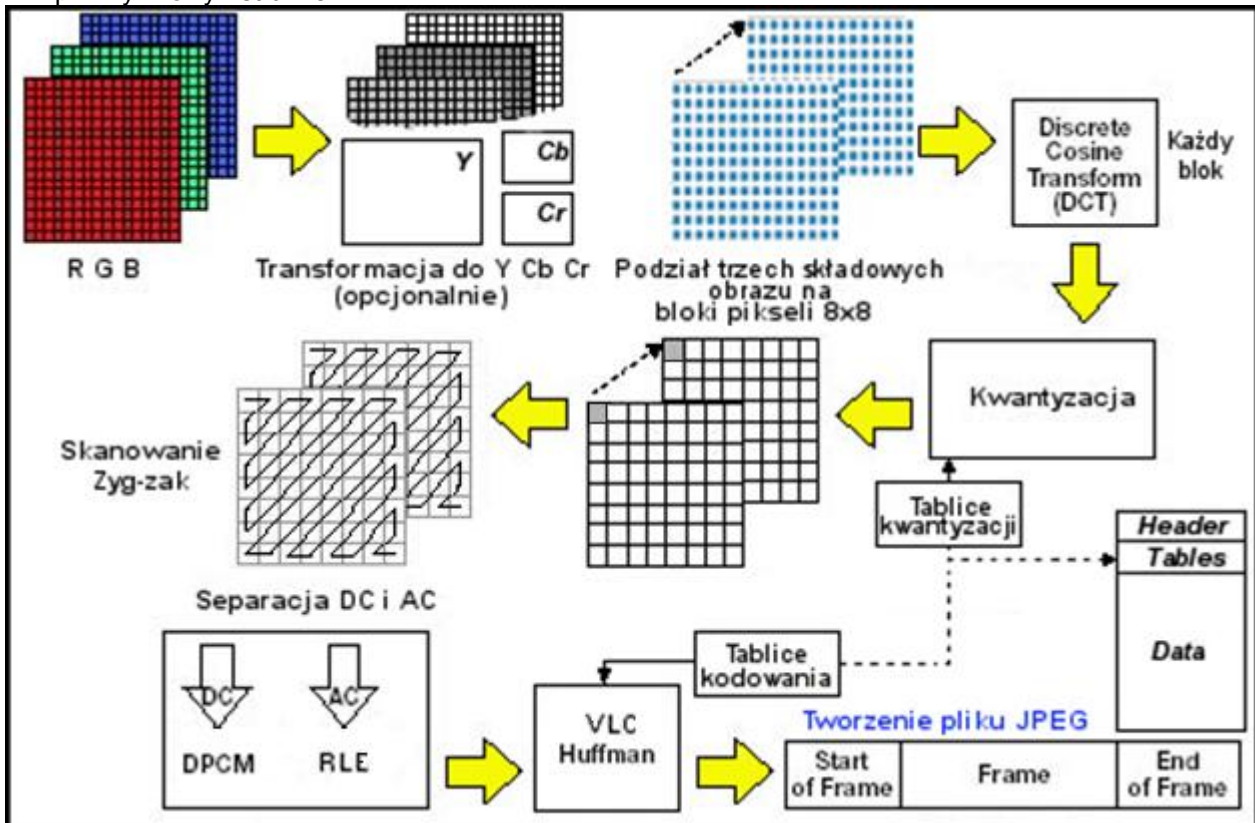 R G B
Y
Cb
Cr
Transformacja do Y Cb Cr
(opcjonalnie)
Podział trzech składowych
obrazu na
bloki pikseli 8x8
Discrete
Cosine
Transform
(DCT)
Każdy
blok
Kwantyzacja
Tablice
kwantyzacji
Skanowanie
Zyg-zak
Separacja DC i AC
DC
AC
DPCM
RLE
VLC
Huffman
Tablice
kodowania
Header
Tables
Data
Tworzenie pliku JPEG
Start
of Frame
Frame
End
of Frame